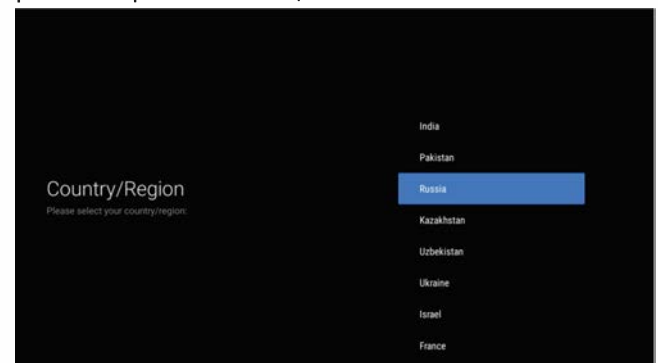 India
Pakistan
Country/Region
Russia
Please select your country/region:
Kazakhstan
Uzbekistan
Ukraine
Israel
France